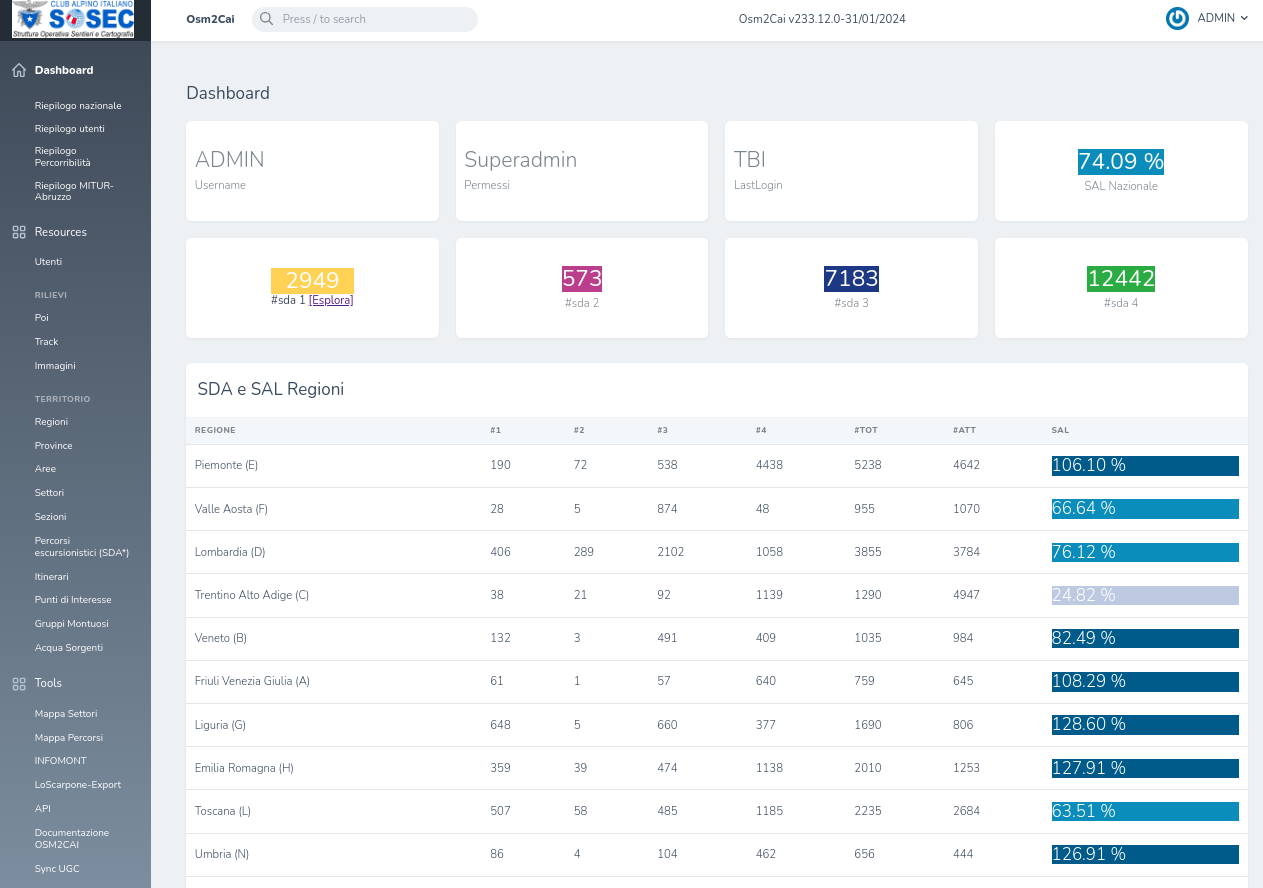 CLUB ALPINO ITALIANO
SOSEC
Struttura Operativa Sentieri e Cartografia
Osm2Cai
Press / to search
Osm2Cai v233.12.0-31/01/2024
ADMIN
Dashboard
Riepilogo nazionale
Riepilogo utenti
Riepilogo
Percorribilità
Riepilogo MITUR-
Abruzzo
Resources
Utenti
RILIEVI
Poi
Track
Immagini
TERRITORIO
Regioni
Province
Aree
Settori
Sezioni
Percorsi
escursionistici (SDA*)
Itinerari
Punti di Interesse
Gruppi Montuosi
Acqua Sorgenti
Tools
Mappa Settori
Mappa Percorsi
INFOMONT
LoScarpone-Export
API
Documentazione
OSM2CAI
Sync UGC
Dashboard
ADMIN
Username
Superadmin
Permessi
TBI
LastLogin
74.09 %
SAL Nazionale
2949
#sda 1 [Esplora]
573
#sda 2
7183
#sda 3
12442
#sda 4
SDA e SAL Regioni
REGIONE #1 #2 #3 #4 #TOT #ATT SAL
Piemonte (E) 190 72 538 4438 5238 4642 106.10 %
Valle Aosta (F) 28 5 874 48 955 1070 66.64 %
Lombardia (D) 406 289 2102 1058 3855 3784 76.12 %
Trentino Alto Adige (C) 38 21 92 1139 1290 4947 24.82 %
Veneto (B) 132 3 491 409 1035 984 82.49 %
Friuli Venezia Giulia (A) 61 1 57 640 759 645 108.29 %
Liguria (G) 648 5 660 377 1690 806 128.60 %
Emilia Romagna (H) 359 39 474 1138 2010 1253 127.91 %
Toscana (L) 507 58 485 1185 2235 2684 63.51 %
Umbria (N) 86 4 104 462 656 444 126.91 %